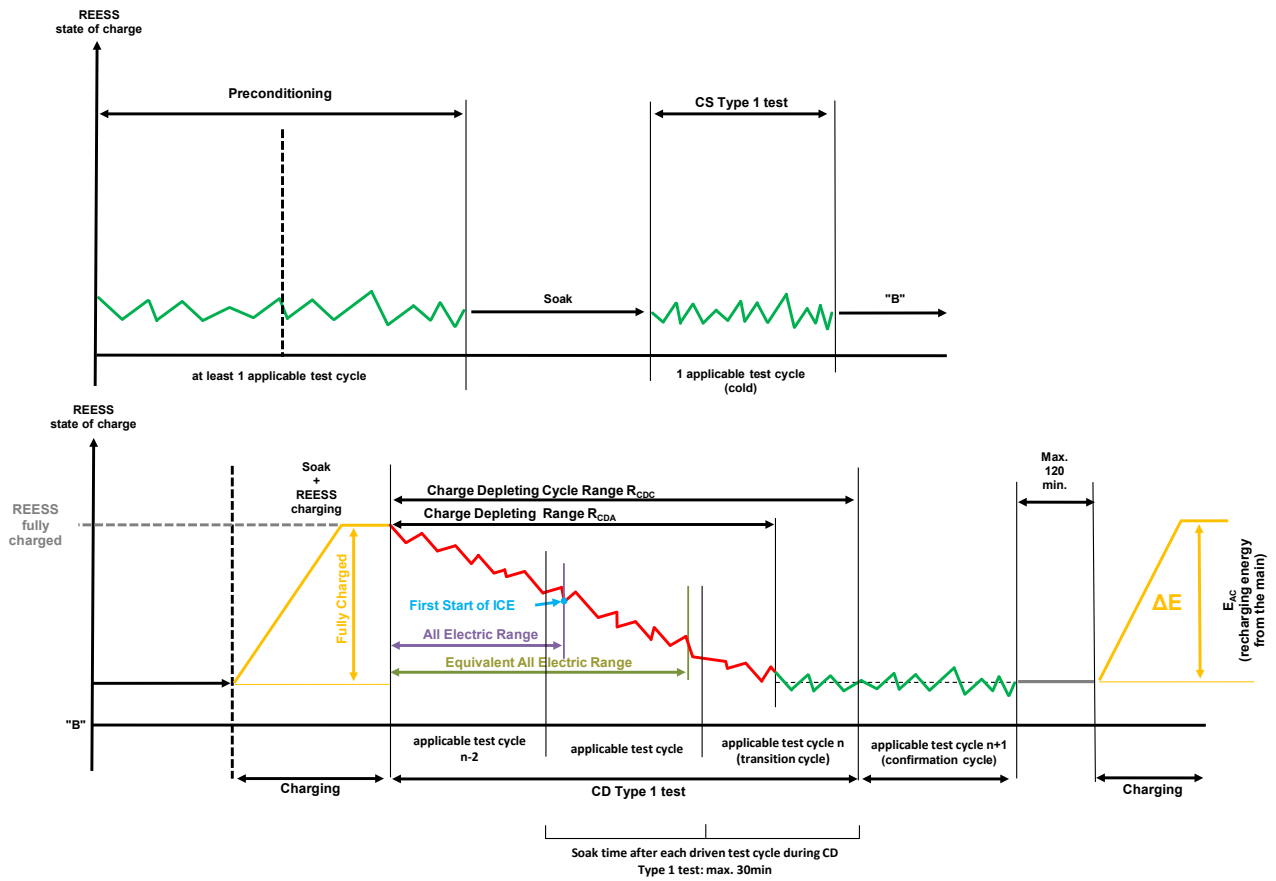 REESS
state of charge
Preconditioning
CS Type 1 test
Soak
"B"
at least 1 applicable test cycle
1 applicable test cycle
(cold)
REESS
state of charge
Soak
+
REESS
charging
Max.
120
min.
Charge Depleting Cycle Range RCDC
Charge Depleting Range RCDA
REESS
fully
charged
Fully Charged
First Start of ICE
All Electric Range
Equivalent All Electric Range
ΔE
EAC
(recharging energy
from the main)
"B"
applicable test cycle
n-2
applicable test cycle
applicable test cycle n
(transition cycle)
applicable test cycle n+1
(confirmation cycle)
Charging
CD Type 1 test
Charging
Soak time after each driven test cycle during CD
Type 1 test: max. 30min